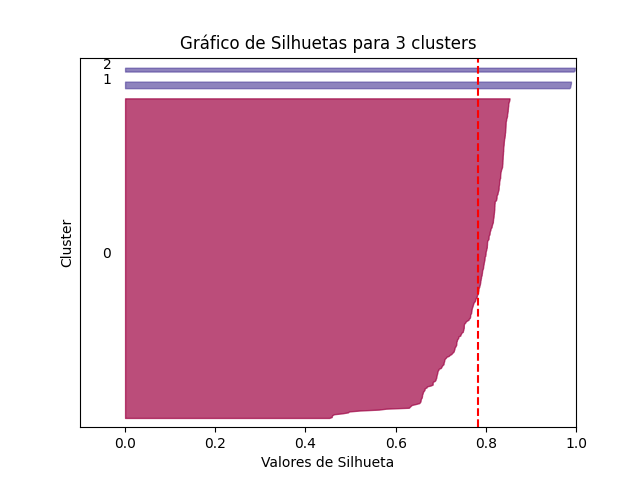 Gráfico de Silhuetas para 3 clusters
2
1
0
Cluster
0.0 0.2 0.4 0.6 0.8 1.0
Valores de Silhueta